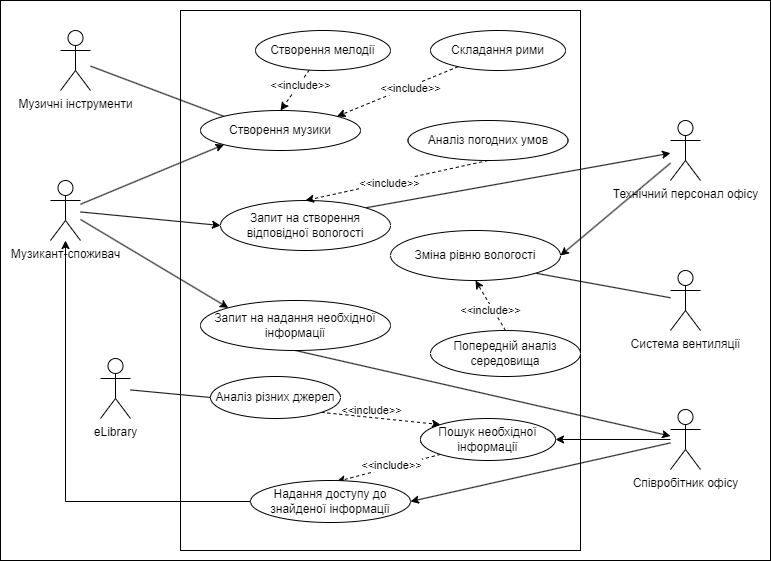 Створення мелодії
Складання рими
<<include>>
<<include>>
Музичні інструменти
Створення музики
Аналіз погодних умов
<<include>>
Технічний персонал офісу
Запит на створення
відповідної вологості
Музикант-споживач
Зміна рівню вологості
<<include>>
Запит на надання необхідної
інформації
Попередній аналіз
середовища
Система вентиляції
Аналіз різних джерел
<<include>>
eLibrary
Пошук необхідної
інформації
<<include>>
Співробітник офісу
Надання доступу до
знайденої інформації